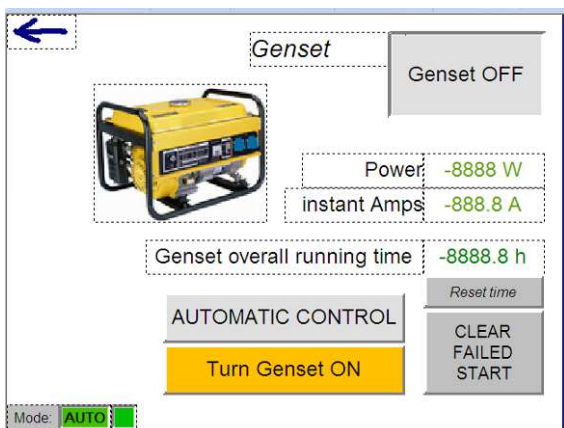 Genset
Genset OFF
Power -8888 W
instant Amps -888.8 A
Genset overall running time -8888.8 h
Reset time
AUTOMATIC CONTROL
Turn Genset ON
CLEAR
FAILED
START
Mode: AUTO